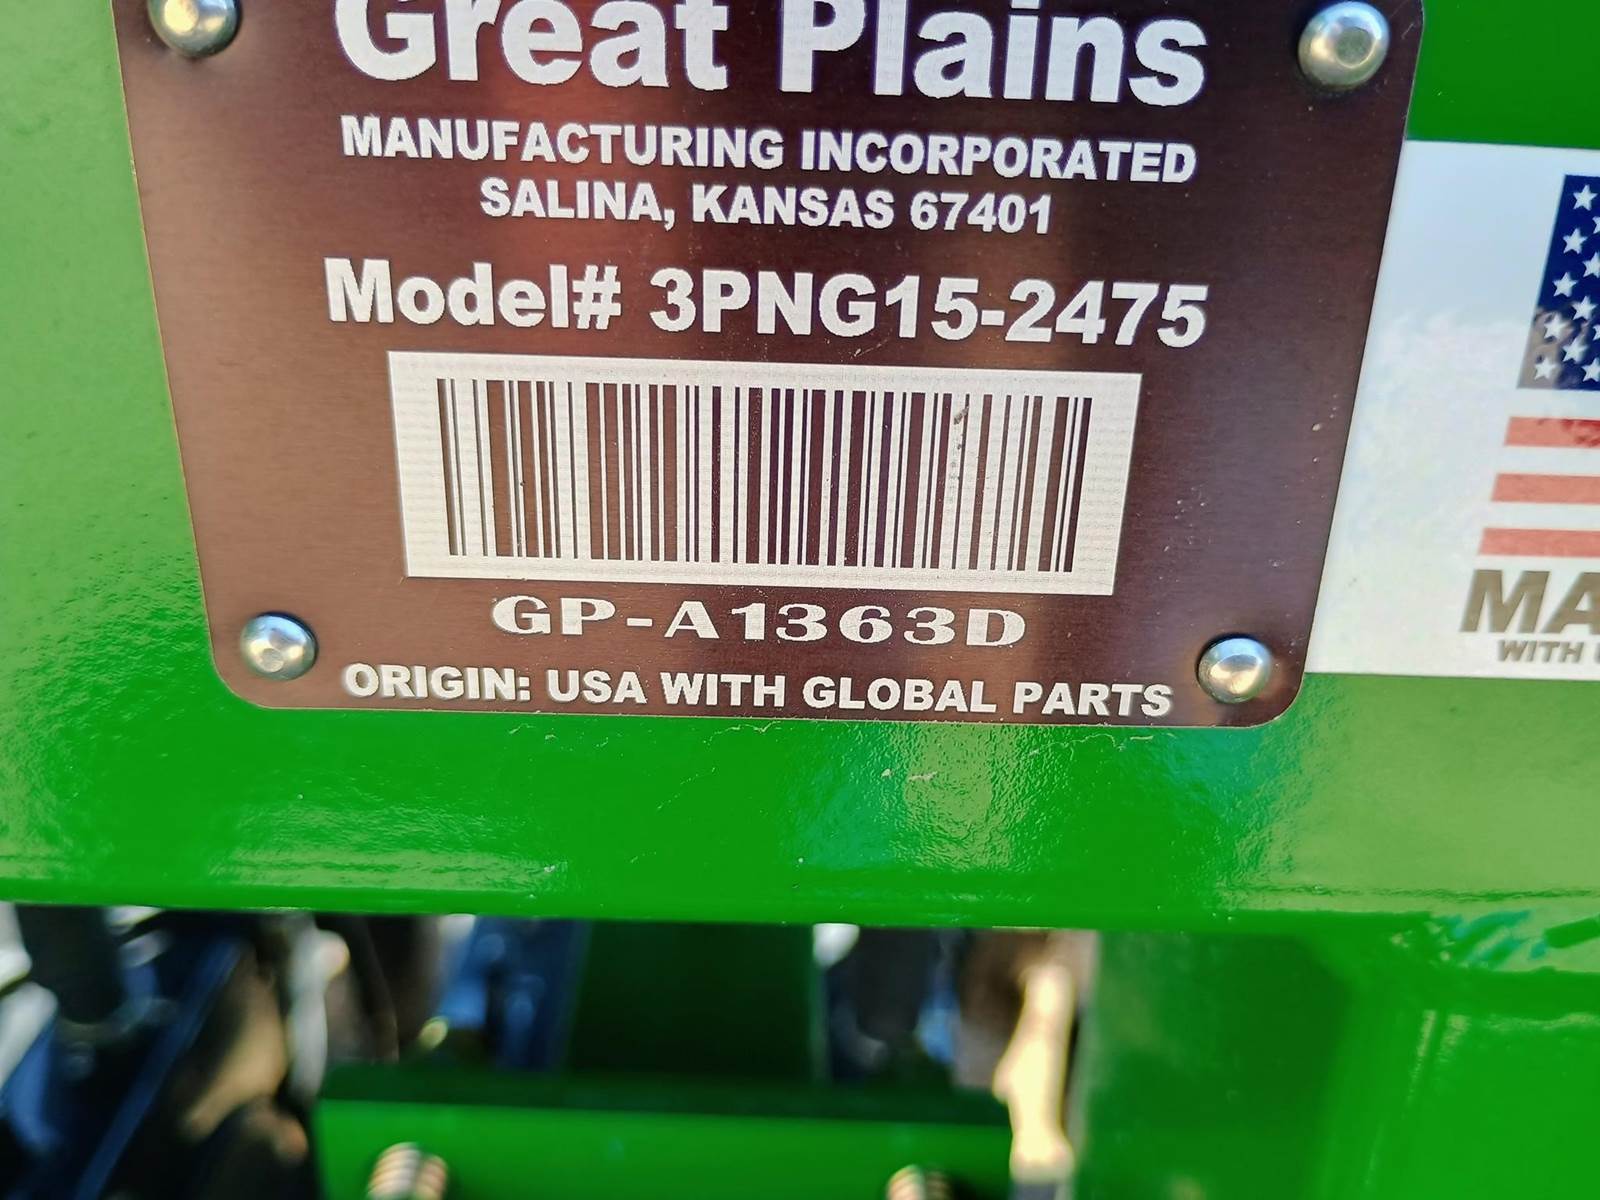 Great Plains
MANUFACTURING INCORPORATED
SALINA, KANSAS 67401
Model# 3PNG15-2475
GP-A1363D
ORIGIN: USA WITH GLOBAL PARTS
MA
WITH